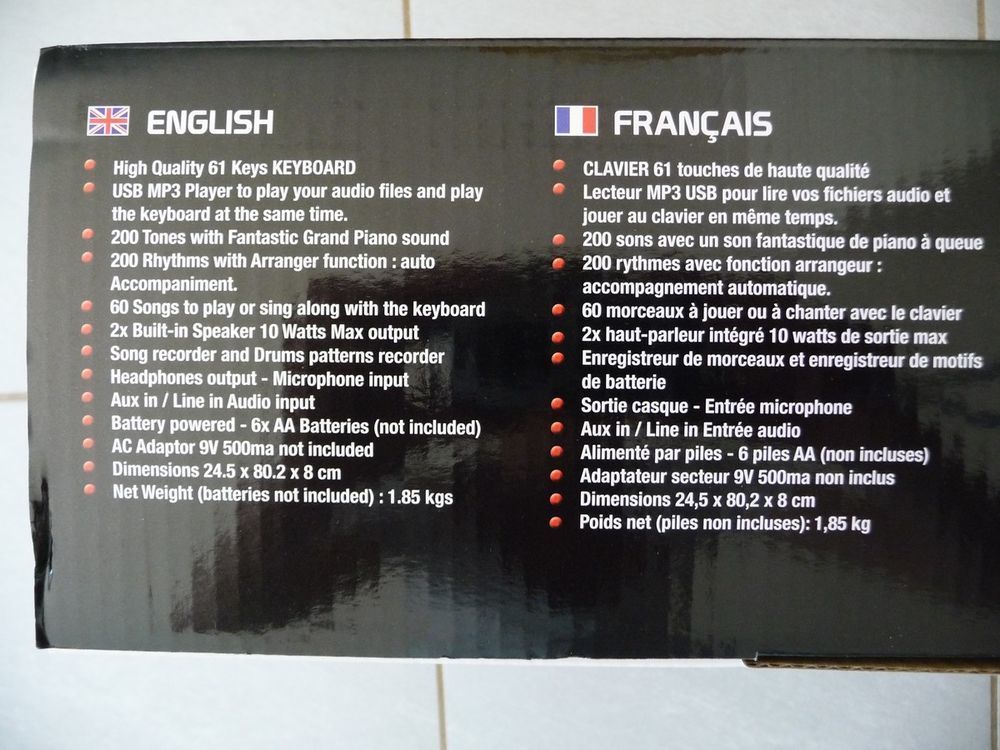 ENGLISH
High Quality 61 Keys KEYBOARD
USB MP3 Player to play your audio files and play
the keyboard at the same time.
200 Tones with Fantastic Grand Piano sound
200 Rhythms with Arranger function : auto
Accompaniment.
60 Songs to play or sing along with the keyboard
2x Built-in Speaker 10 Watts Max output
Song recorder and Drums patterns recorder
Headphones output - Microphone input
Aux in / Line in Audio input
Battery powered - 6x AA Batteries (not included)
AC Adaptor 9V 500ma not included
Dimensions 24.5 x 80.2 x 8 cm
Net Weight (batteries not included) : 1.85 kgs
FRANÇAIS
CLAVIER 61 touches de haute qualité
Lecteur MP3 USB pour lire vos fichiers audio et
jouer au clavier en même temps.
200 sons avec un son fantastique de piano à queue
200 rythmes avec fonction arrangeur :
accompagnement automatique.
60 morceaux à jouer ou à chanter avec le clavier
2x haut-parleur intégré 10 watts de sortie max
Enregistreur de morceaux et enregistreur de motifs
de batterie
Sortie casque - Entrée microphone
Aux in / Line in Entrée audio
Alimenté par piles - 6 piles AA (non incluses)
Adaptateur secteur 9V 500ma non inclus
Dimensions 24,5 x 80,2 x 8 cm
Poids net (piles non incluses): 1,85 kg